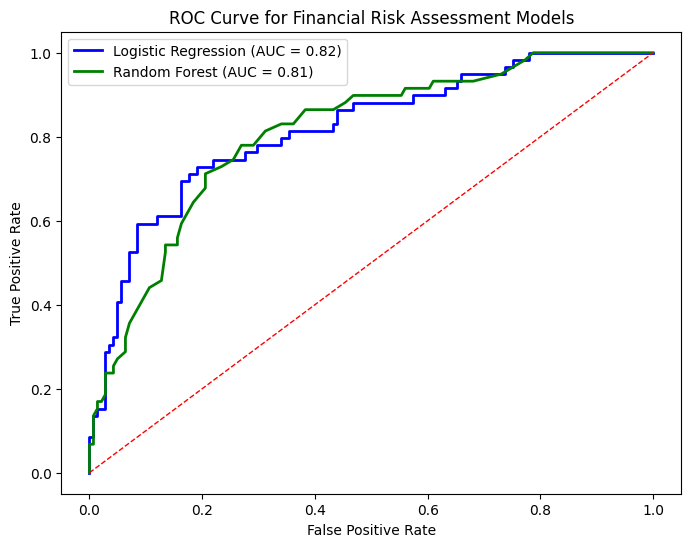 ROC Curve for Financial Risk Assessment Models
Logistic Regression (AUC = 0.82)
Random Forest (AUC = 0.81)
True Positive Rate
1.0
0.8
0.6
0.4
0.2
0.0
0.0 0.2 0.4 0.6 0.8 1.0
False Positive Rate